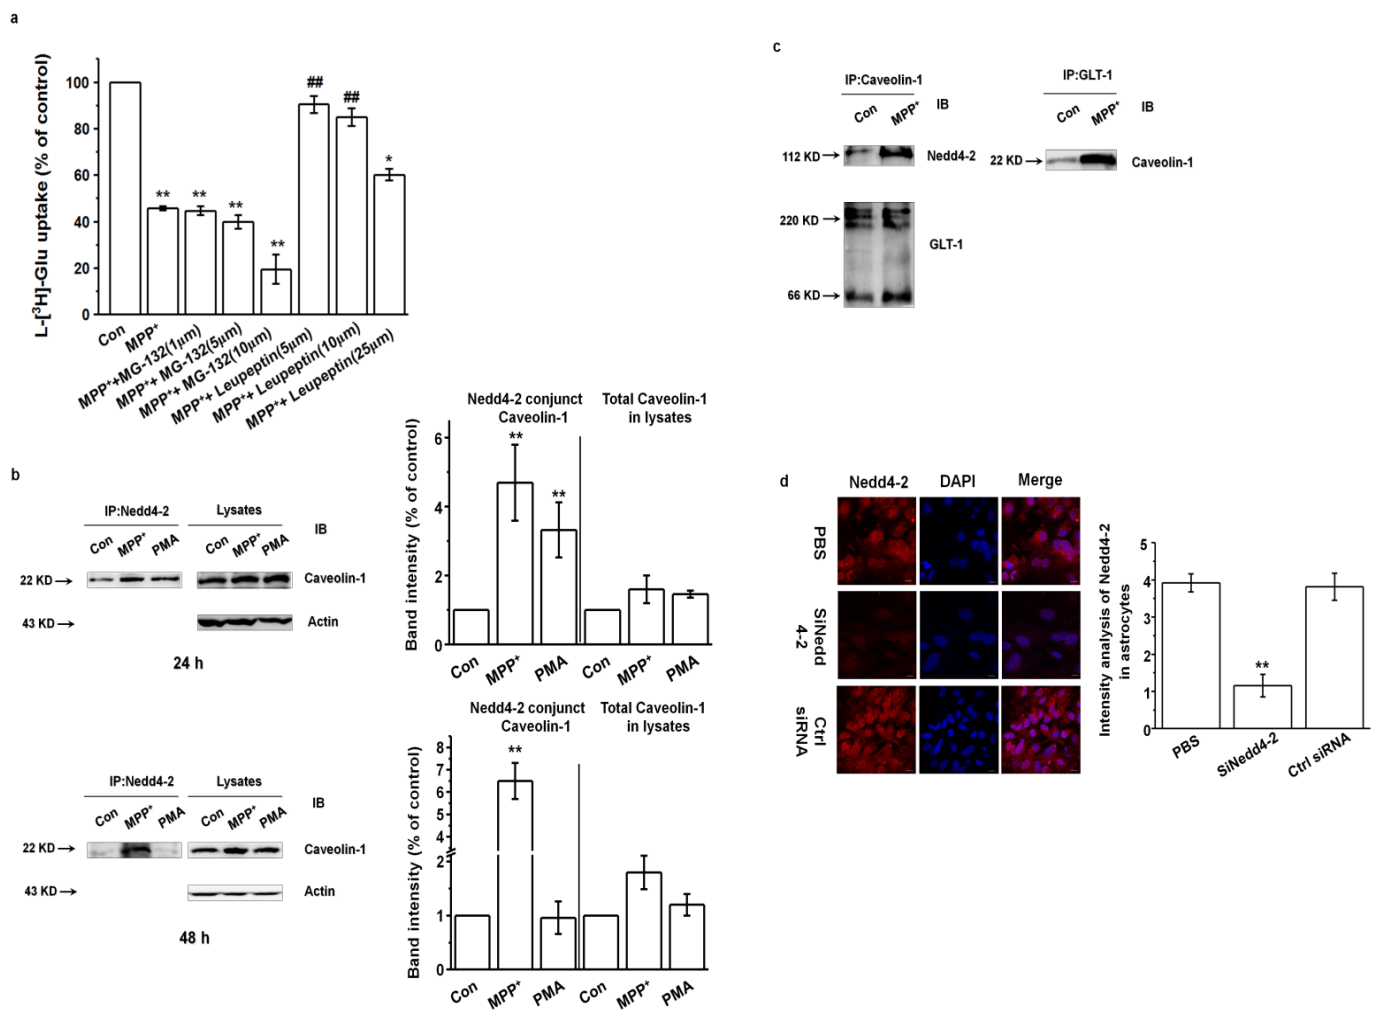 a
L-[³H]-Glu uptake (% of control)
100
80
60
40
20
0
**
**
**
**
##
##
*
Con
MPP⁺
MPP⁺+MG-132(1μm)
MPP⁺+ MG-132(5μm)
MPP⁺+ MG-132(10μm)
MPP⁺+ Leupeptin(5μm)
MPP⁺+ Leupeptin(10μm)
MPP⁺+ Leupeptin(25μm)
b
IP:Nedd4-2 Lysates
Con MPP⁺ PMA Con MPP⁺ PMA IB
22 KD Caveolin-1
43 KD Actin
24 h
Nedd4-2 conjunct Total Caveolin-1
Caveolin-1 in lysates
Band intensity (% of control)
6
4
2
1
0
**
**
Con MPP⁺ PMA Con MPP⁺ PMA
IP:Nedd4-2 Lysates
Con MPP⁺ PMA Con MPP⁺ PMA IB
22 KD Caveolin-1
43 KD Actin
48 h
Nedd4-2 conjunct Total Caveolin-1
Caveolin-1 in lysates
Band intensity (% of control)
8
7
6
5
4
2
1
0
**
Con MPP⁺ PMA Con MPP⁺ PMA
c
IP:Caveolin-1
Con MPP⁺ IB
112 KD Nedd4-2
220 KD
GLT-1
66 KD
IP:GLT-1
Con MPP⁺ IB
22 KD Caveolin-1
d
Nedd4-2 DAPI Merge
PBS
SiNedd
4-2
Ctrl
siRNA
Intensity analysis of Nedd4-2
in astrocytes
5
4
3
2
1
0
**
PBS SiNedd4-2 Ctrl siRNA